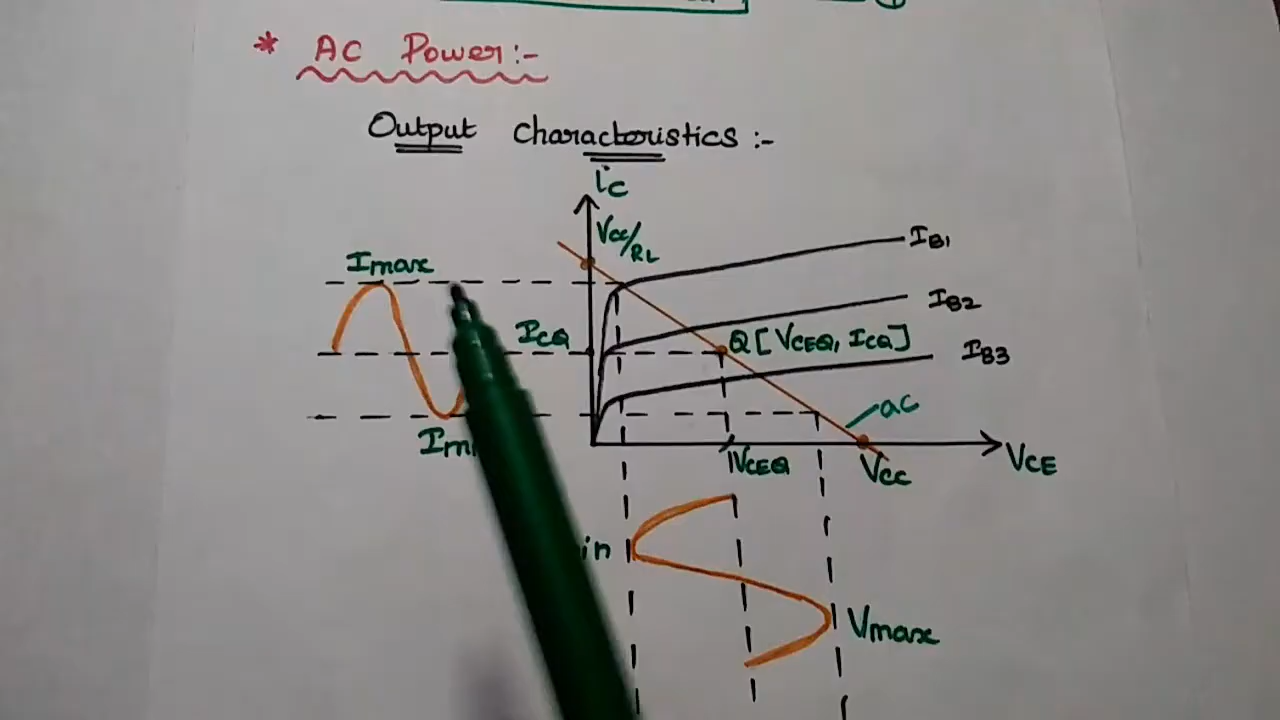 * AC Power:-
Output Characteristics :-
ic
Vcc/RL
Imax
IB1
IB2
ICQ
Q [VCEQ, ICQ]
IB3
ac
VCEQ
Vcc
VCE
Vmax